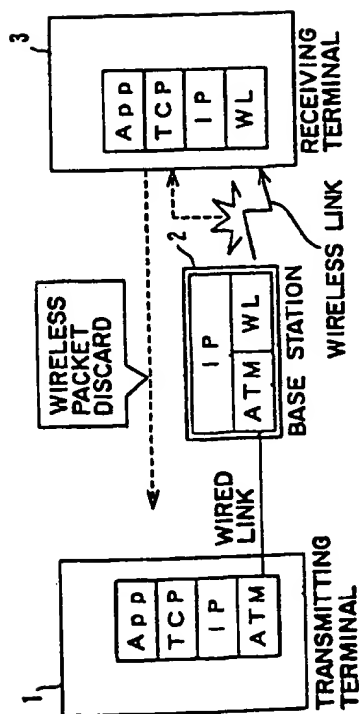 1
App
TCP
IP
ATM
TRANSMITTING
TERMINAL
WIRED
LINK
WIRELESS
PACKET
DISCARD
2
IP
ATM
WL
BASE STATION
WIRELESS LINK
3
App
TCP
IP
WL
RECEIVING
TERMINAL